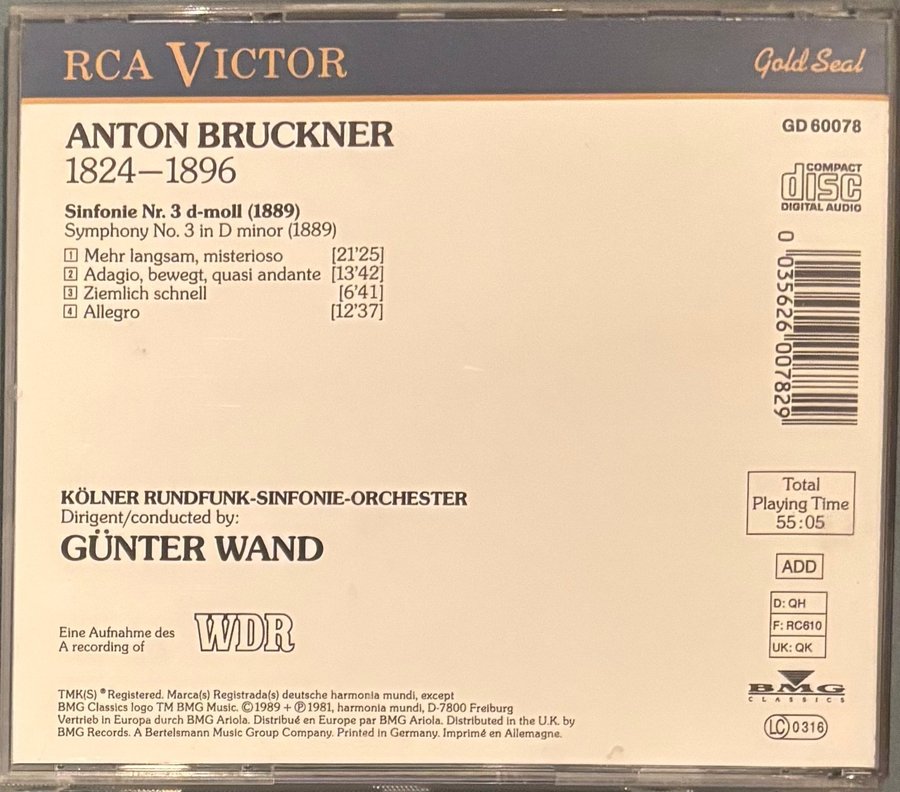 RCA VICTOR
Gold Seal
ANTON BRUCKNER
1824–1896
GD 60078
COMPACT
disc
DIGITAL AUDIO
Sinfonie Nr. 3 d-moll (1889)
Symphony No. 3 in D minor (1889)
1 Mehr langsam, misterioso [21'25]
2 Adagio, bewegt, quasi andante [13'42]
3 Ziemlich schnell [6'41]
4 Allegro [12'37]
0 035626 007829
KÖLNER RUNDFUNK-SINFONIE-ORCHESTER
Dirigent/conducted by:
GÜNTER WAND
Total
Playing Time
55:05
ADD
D: QH
F: RC610
UK: QK
Eine Aufnahme des
A recording of
WDR
BMG
CLASSICS
LC 0316
TMK(S) ® Registered. Marca(s) Registrada(s) deutsche harmonia mundi, except
BMG Classics logo TM BMG Music. ©1989 + ℗1981, harmonia mundi, D-7800 Freiburg
Vertrieb in Europa durch BMG Ariola. Distribué en Europe par BMG Ariola. Distributed in the U.K. by
BMG Records. A Bertelsmann Music Group Company. Printed in Germany. Imprimé en Allemagne.